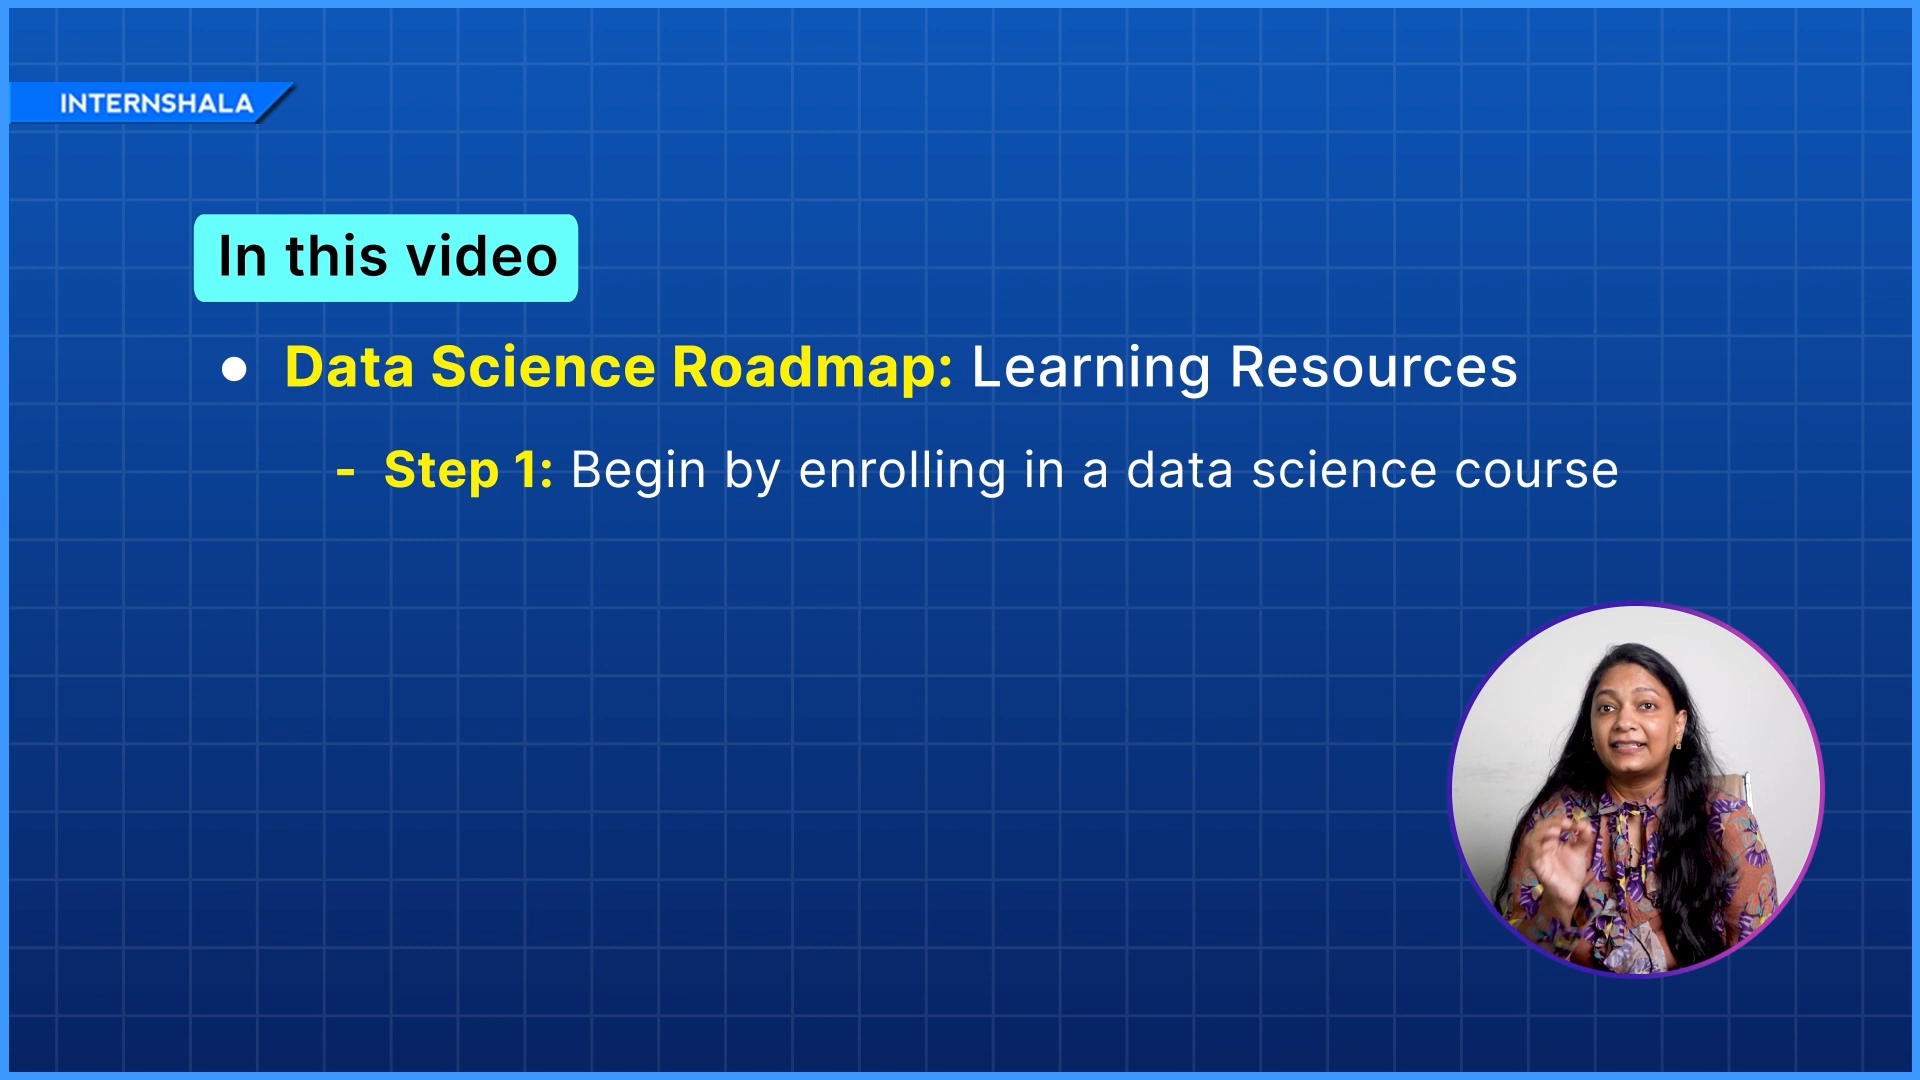 INTERNSHALA
In this video
● Data Science Roadmap: Learning Resources
- Step 1: Begin by enrolling in a data science course